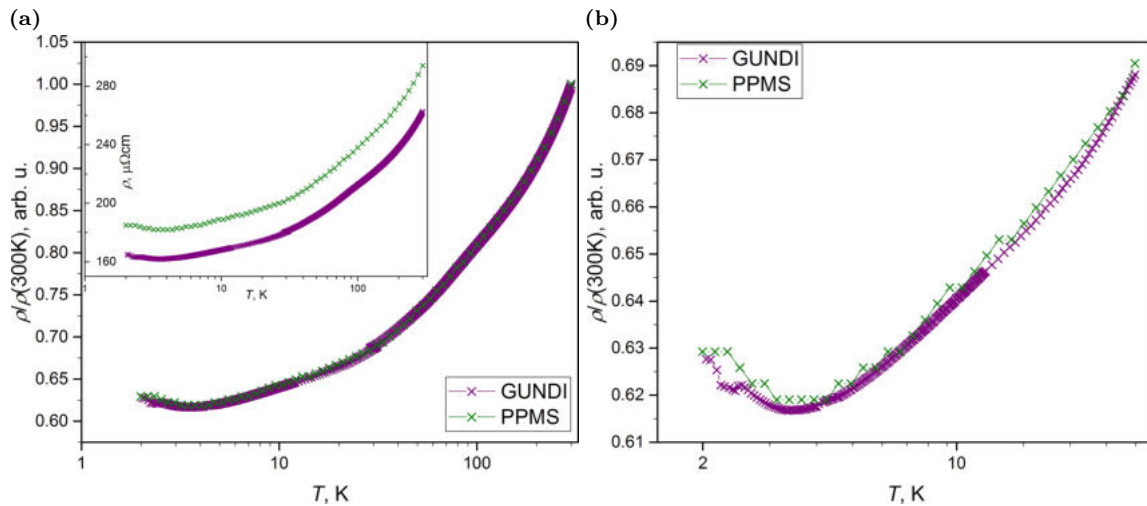 (a)
1.05
1.00
0.95
0.90
0.85
0.80
0.75
0.70
0.65
0.60
ρ/ρ(300K), arb. u.
1
10
100
T, K
280
240
200
160
ρ, μΩcm
1
10
100
T, K
GUNDI
PPMS
(b)
0.69
0.68
0.67
0.66
0.65
0.64
0.63
0.62
0.61
ρ/ρ(300K), arb. u.
2
10
T, K
GUNDI
PPMS